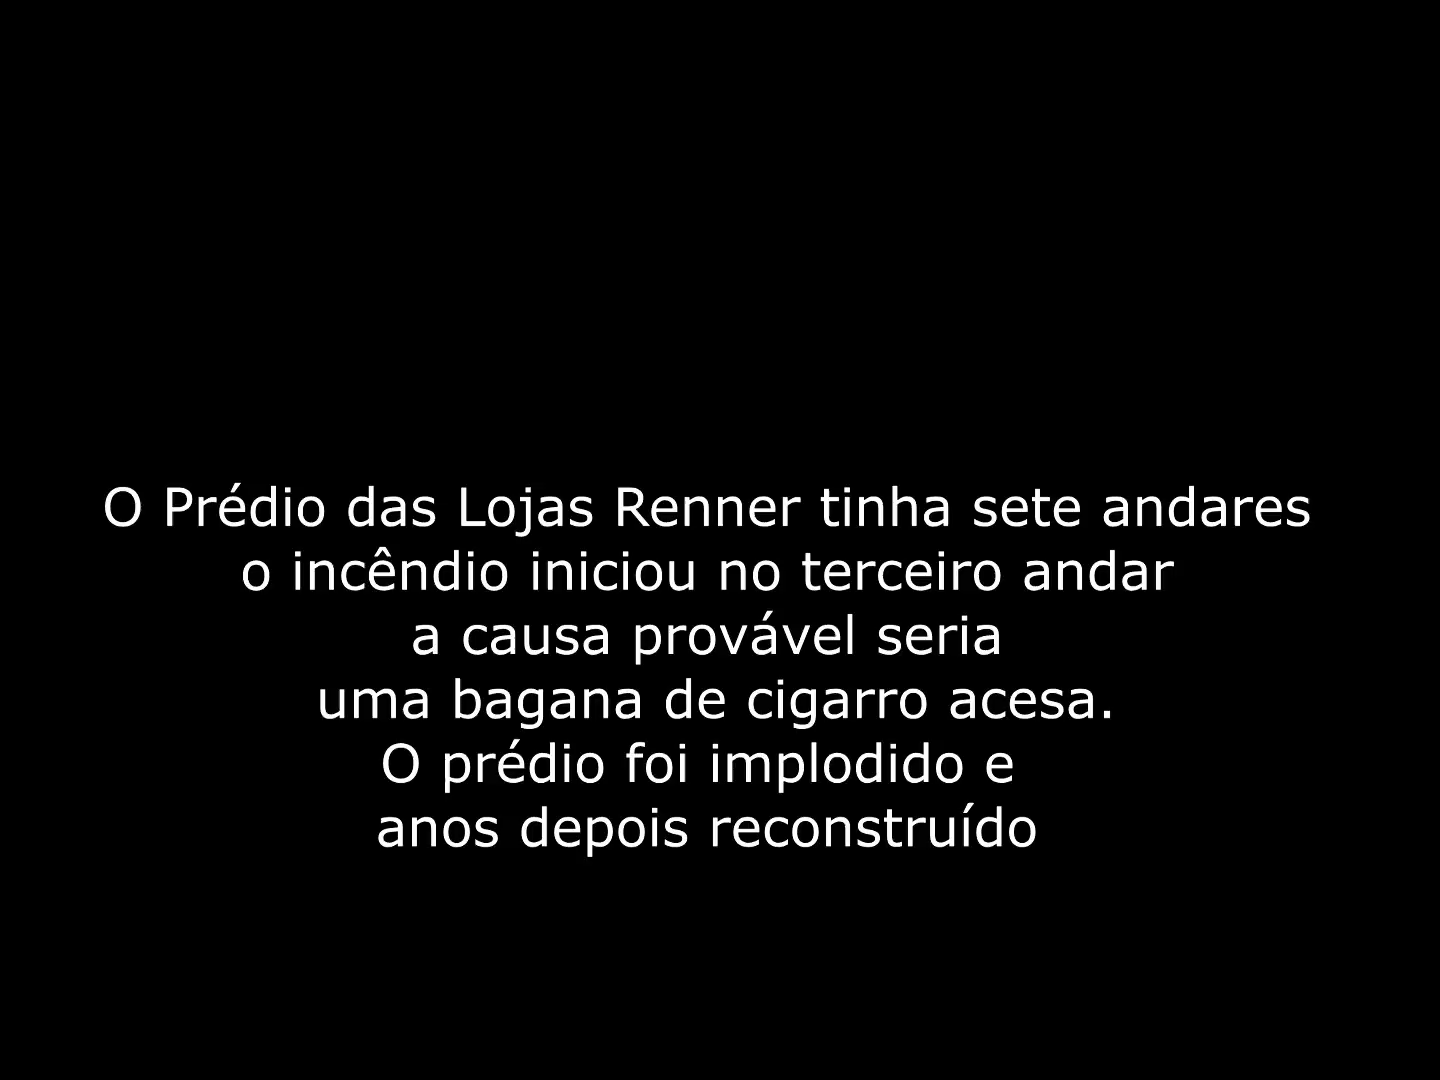 O Prédio das Lojas Renner tinha sete andares
o incêndio iniciou no terceiro andar
a causa provável seria
uma bagana de cigarro acesa.
O prédio foi implodido e
anos depois reconstruído